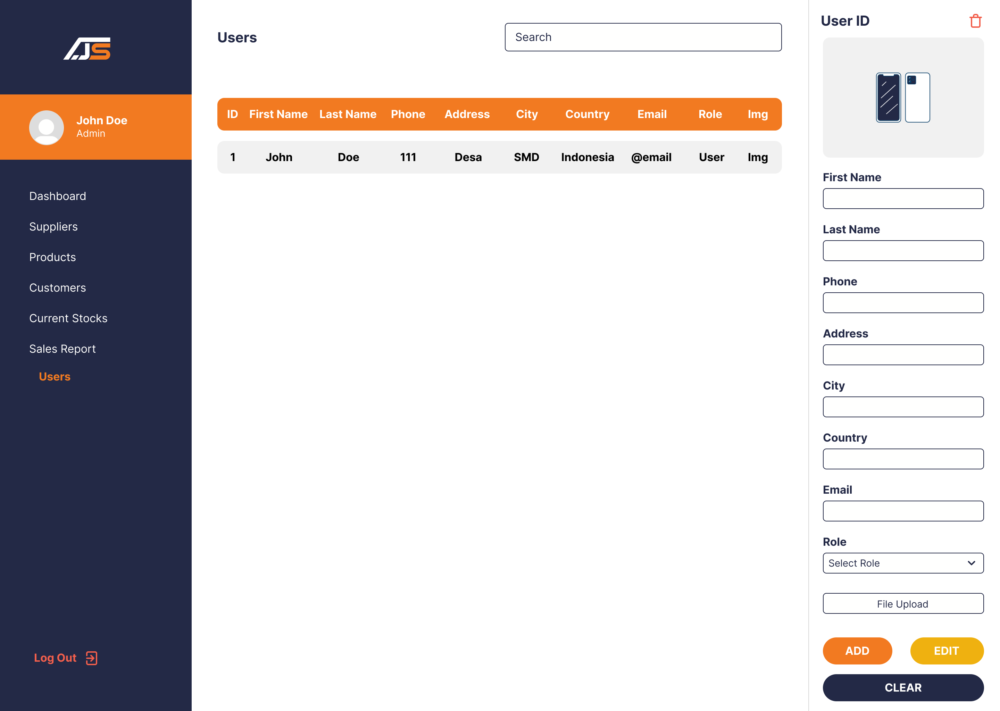 AJS
John Doe
Admin
Dashboard
Suppliers
Products
Customers
Current Stocks
Sales Report
Users
Log Out
Users
Search
ID First Name Last Name Phone Address City Country Email Role Img
1 John Doe 111 Desa SMD Indonesia @email User Img
User ID
First Name
Last Name
Phone
Address
City
Country
Email
Role
Select Role
File Upload
ADD EDIT
CLEAR